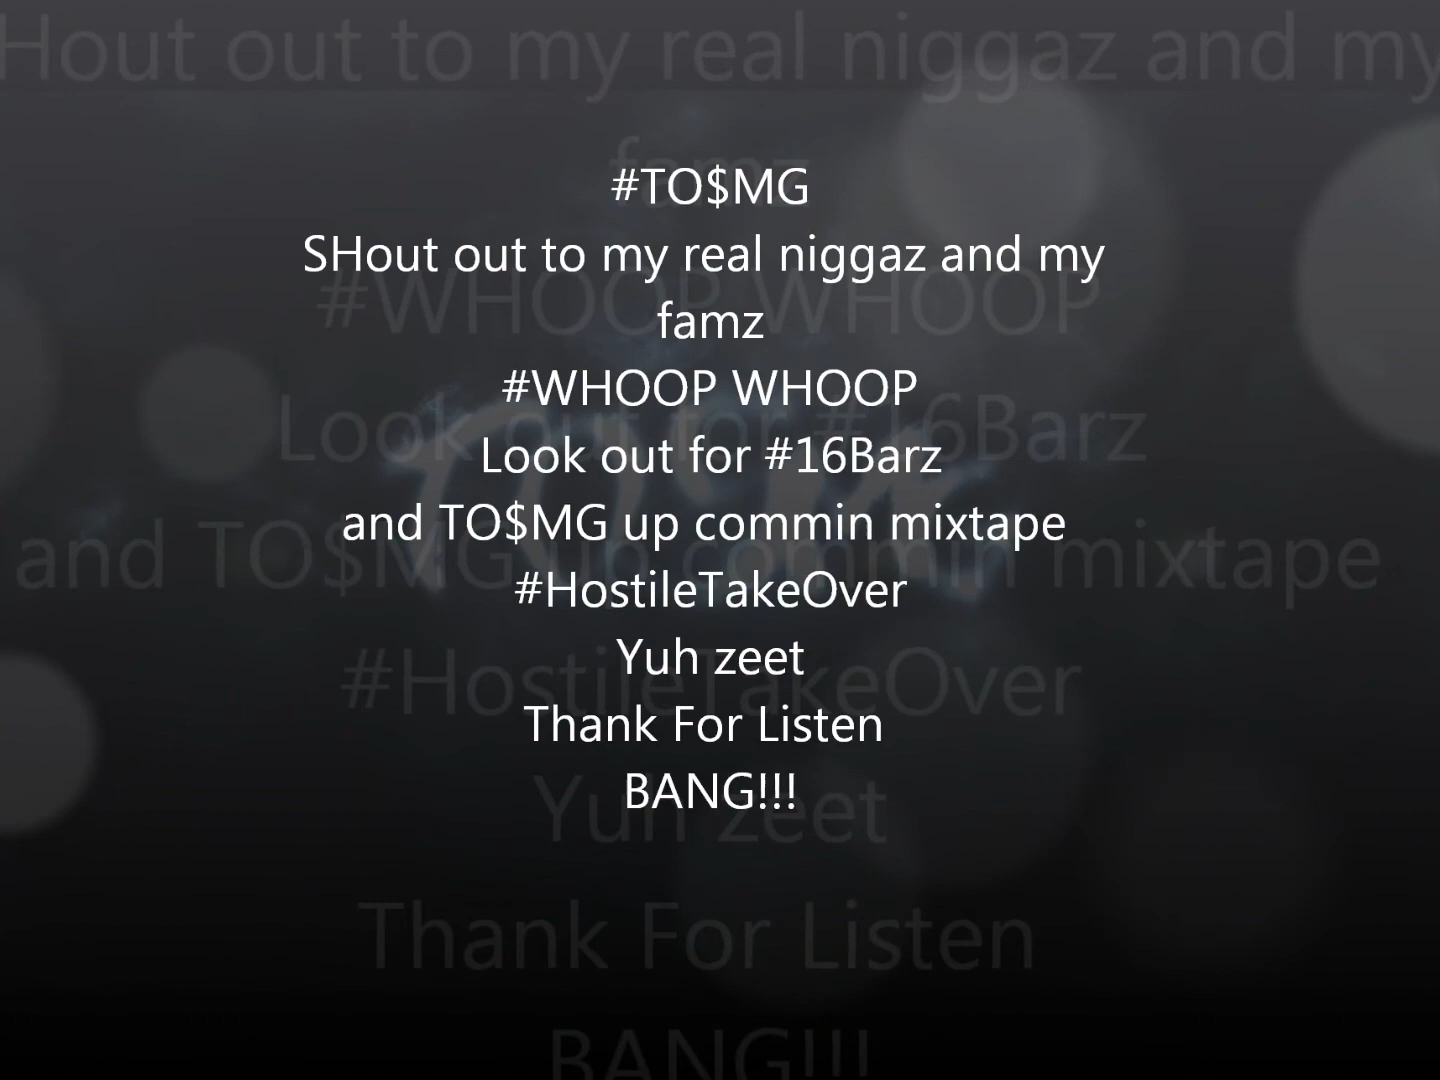 #TO$MG
SHout out to my real niggaz and my
famz
#WHOOP WHOOP
Look out for #16Barz
and TO$MG up commin mixtape
#HostileTakeOver
Yuh zeet
Thank For Listen
BANG!!!